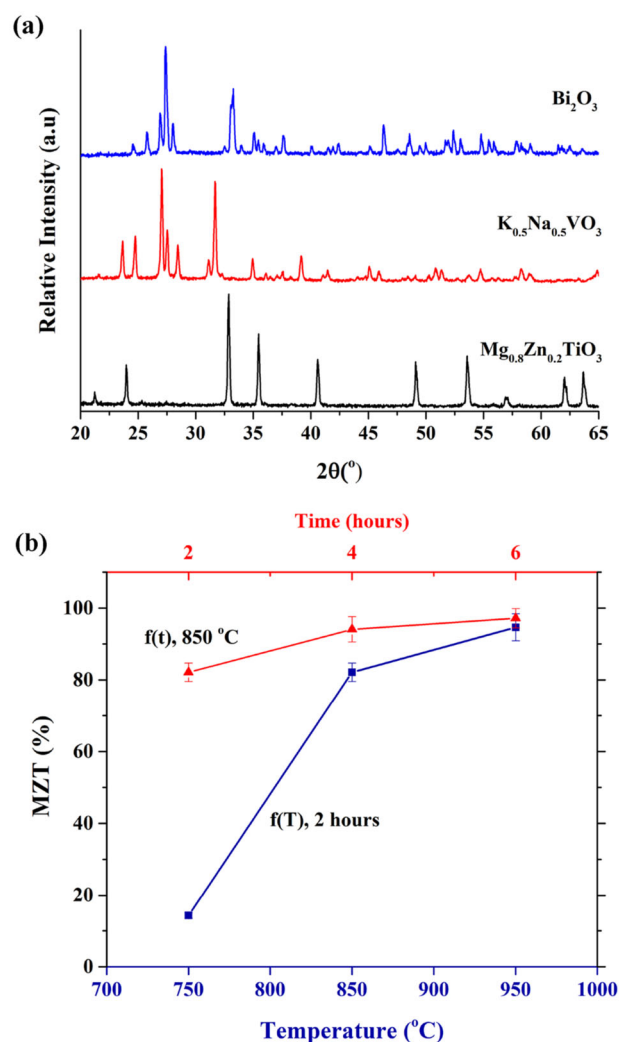 (a)
Relative Intensity (a.u)
Bi₂O₃
K₀.₅Na₀.₅VO₃
Mg₀.₈Zn₀.₂TiO₃
20 25 30 35 40 45 50 55 60 65
2θ(°)
(b)
Time (hours)
2 4 6
MZT (%)
100
80
60
40
20
0
f(t), 850 °C
f(T), 2 hours
700 750 800 850 900 950 1000
Temperature (°C)